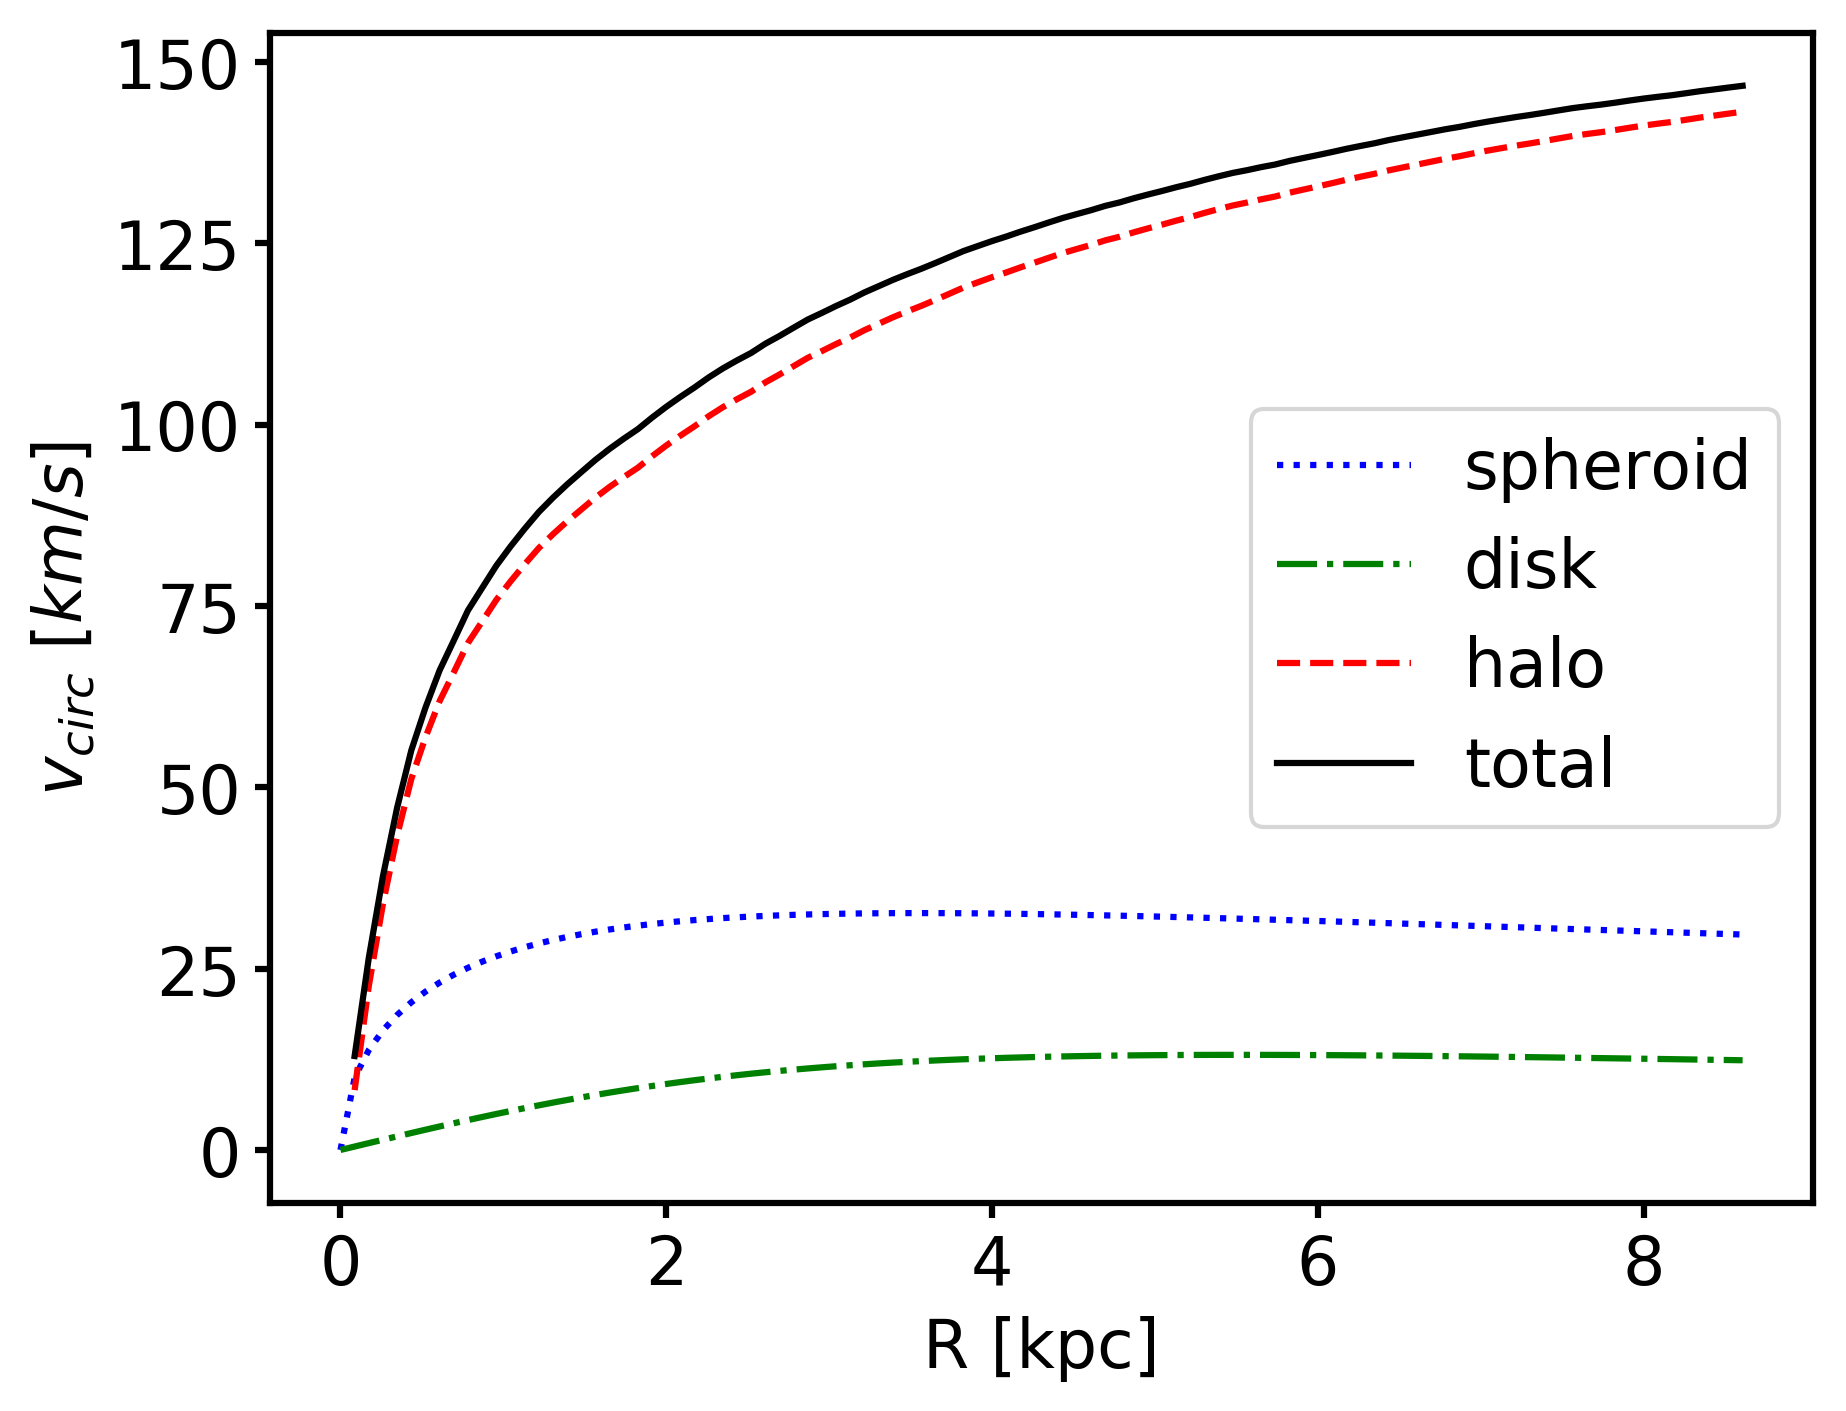 150
125
100
75
50
25
0
v_circ [km/s]
spheroid
disk
halo
total
0 2 4 6 8
R [kpc]